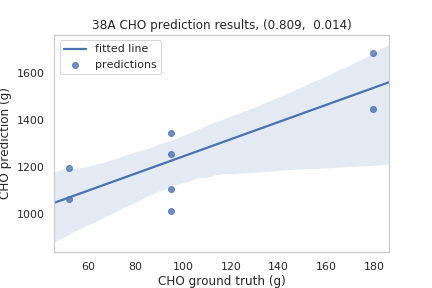 38A CHO prediction results, (0.809,  0.014)
fitted line
predictions
1600
1400
1200
1000
CHO prediction (g)
60 80 100 120 140 160 180
CHO ground truth (g)